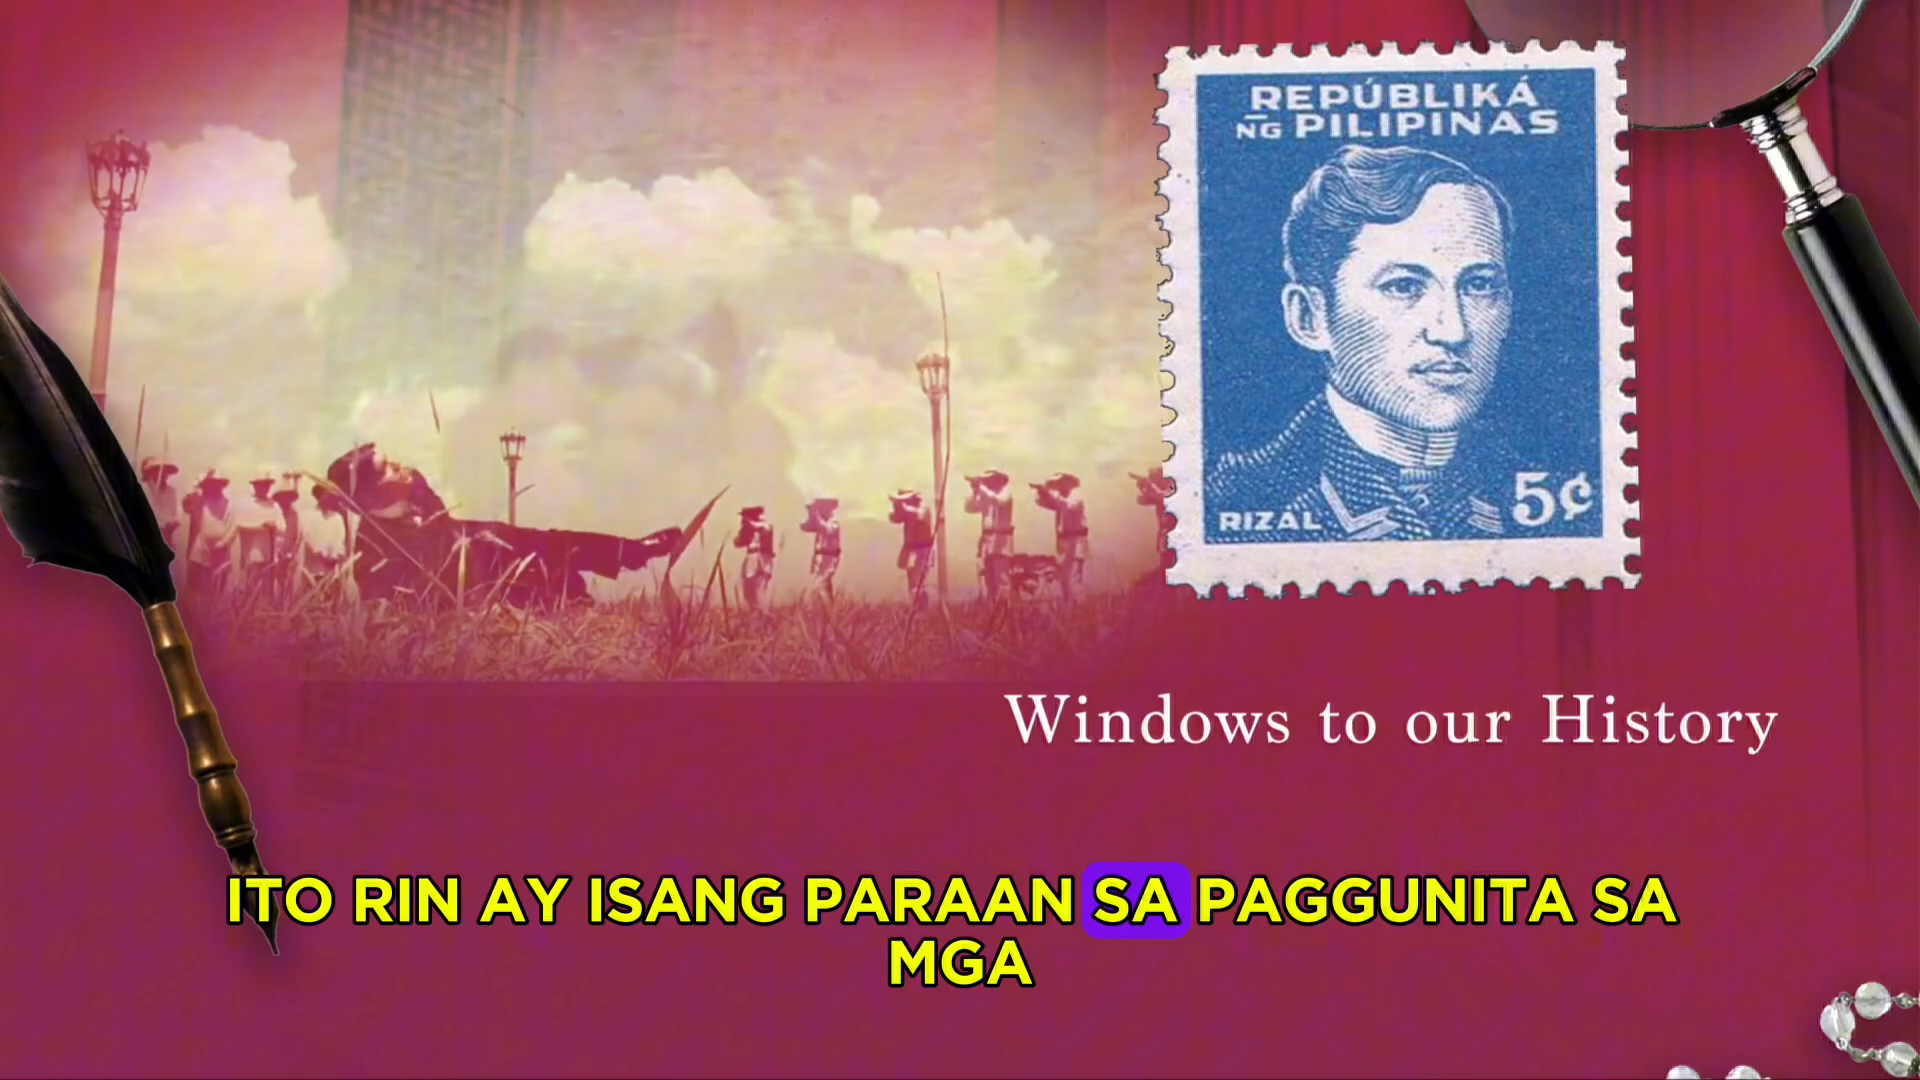 REPÚBLIKÁ
NG PILIPINAS
RIZAL
5¢
Windows to our History
ITO RIN AY ISANG PARAAN SA PAGGUNITA SA
MGA